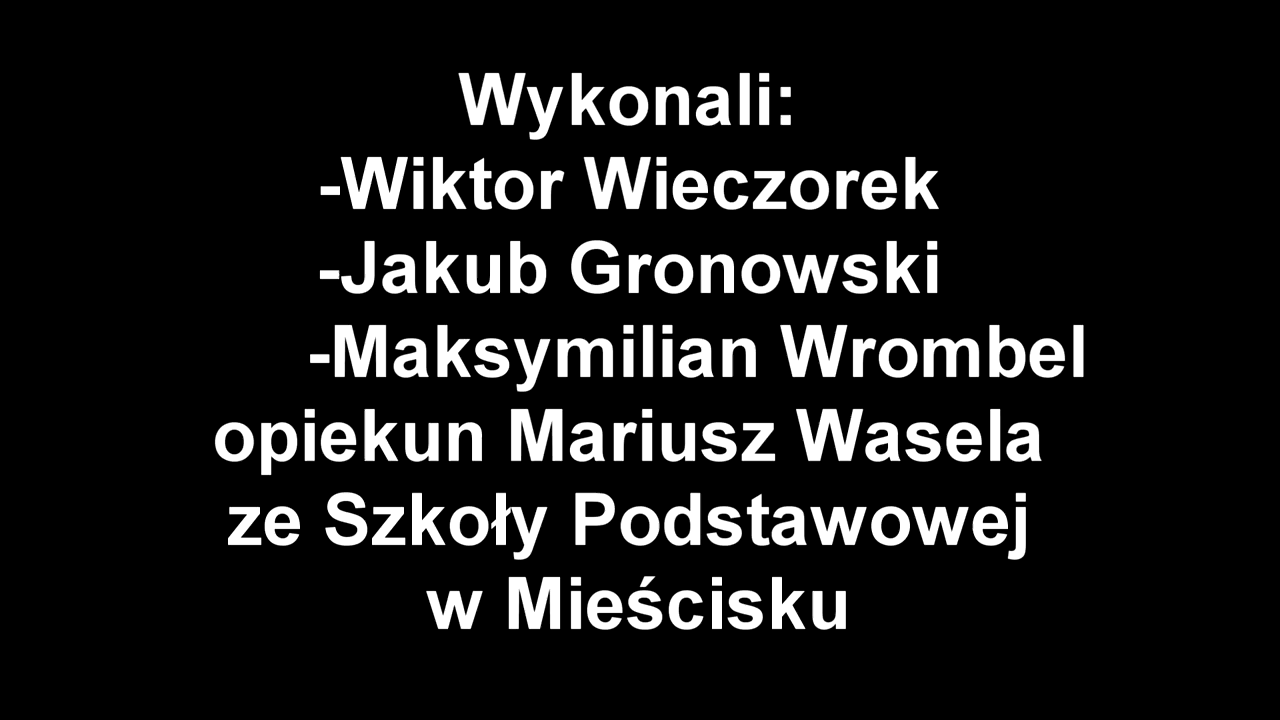 Wykonali:
-Wiktor Wieczorek
-Jakub Gronowski
-Maksymilian Wrombel
opiekun Mariusz Wasela
ze Szkoły Podstawowej
w Mieścisku